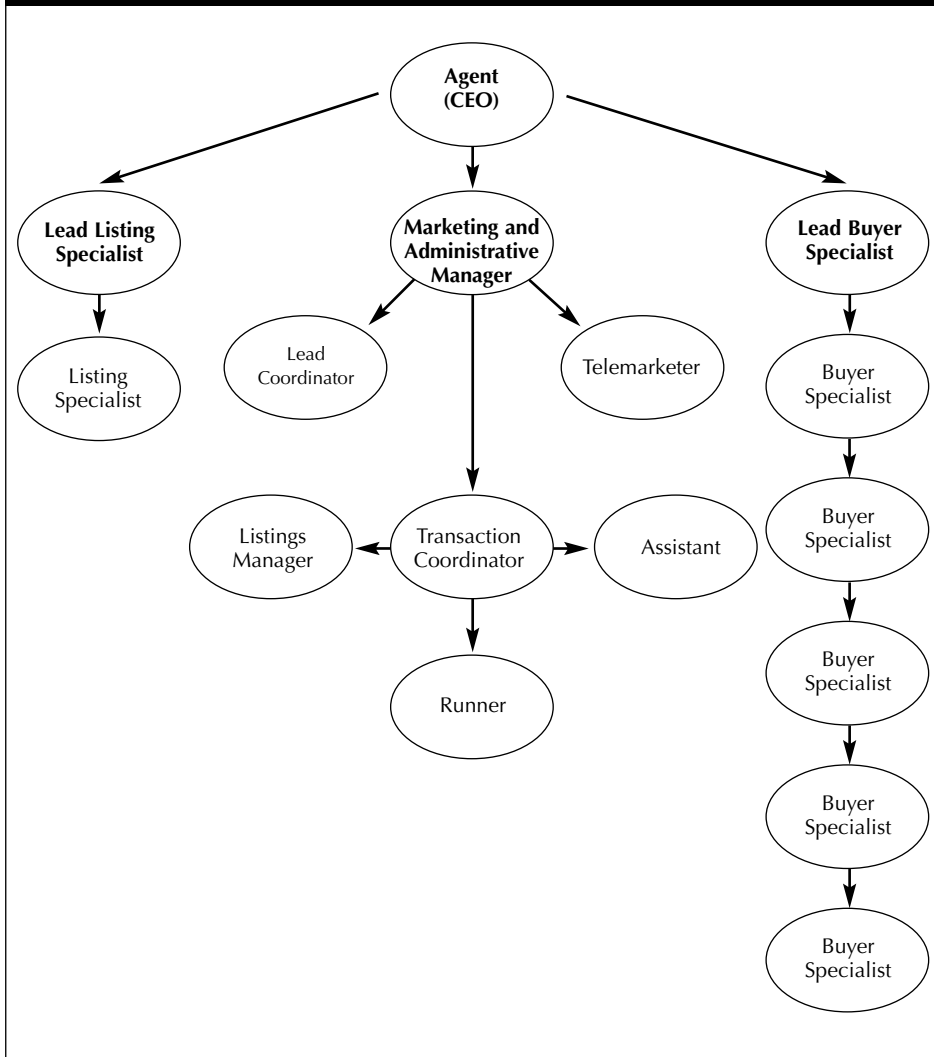 Agent
(CEO)
Lead Listing
Specialist
Marketing and
Administrative
Manager
Lead Buyer
Specialist
Listing
Specialist
Lead
Coordinator
Telemarketer
Buyer
Specialist
Listings
Manager
Transaction
Coordinator
Assistant
Buyer
Specialist
Runner
Buyer
Specialist
Buyer
Specialist
Buyer
Specialist